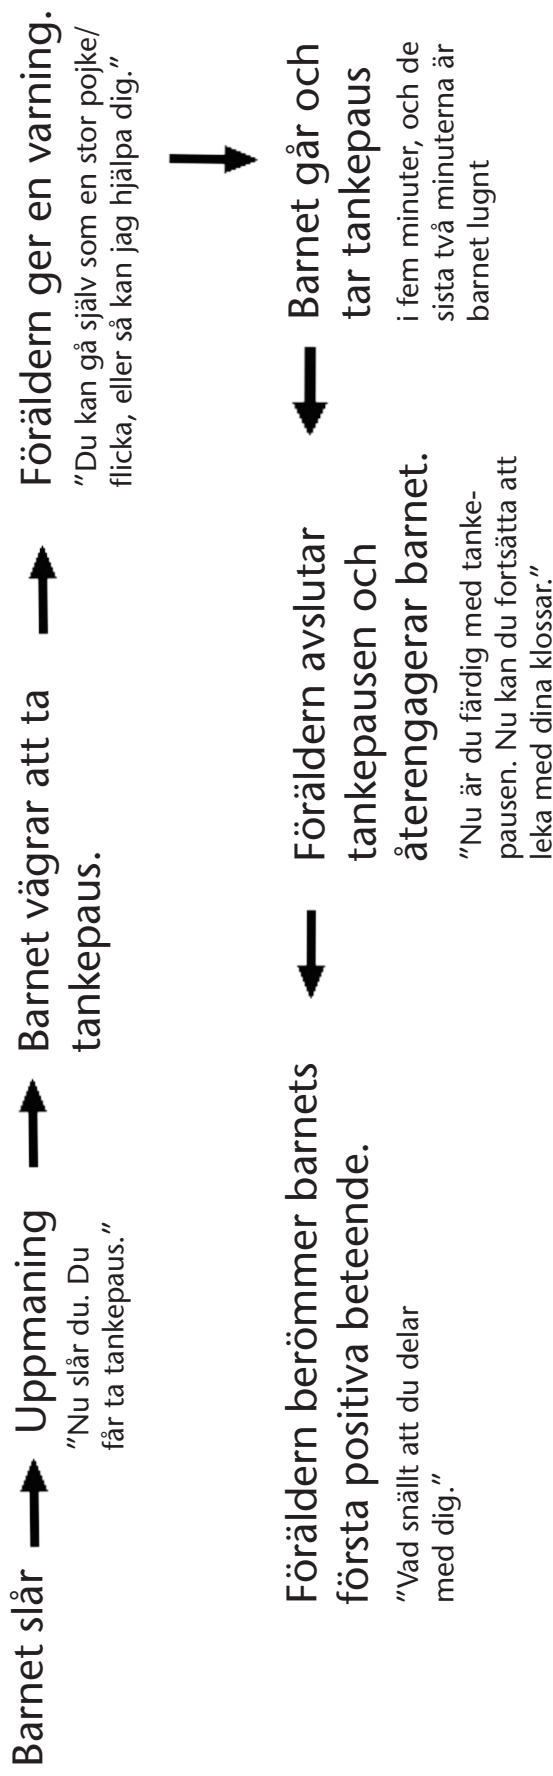 Barnet slår
Uppmaning
”Nu slår du. Du
får ta tankepaus.”
Barnet vägrar att ta
tankepaus.
Föräldern ger en varning.
”Du kan gå själv som en stor pojke/
flicka, eller så kan jag hjälpa dig.”
Barnet går och
tar tankepaus
i fem minuter, och de
sista två minuterna är
barnet lugnt
Föräldern avslutar
tankepausen och
återengagerar barnet.
”Nu är du färdig med tanke-
pausen. Nu kan du fortsätta att
leka med dina klossar.”
Föräldern berömmer barnets
första positiva beteende.
”Vad snällt att du delar
med dig.”